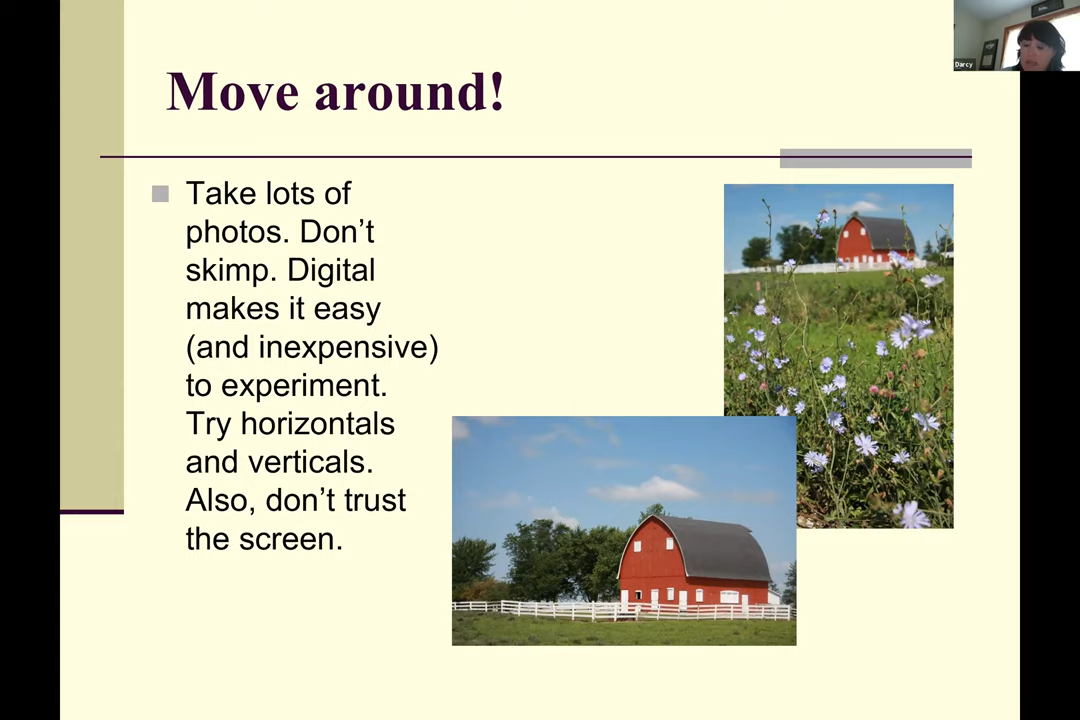 Move around!
Darcy
Take lots of
photos. Don’t
skimp. Digital
makes it easy
(and inexpensive)
to experiment.
Try horizontals
and verticals.
Also, don’t trust
the screen.